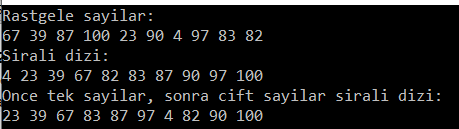 Rastgele sayilar:
67 39 87 100 23 90 4 97 83 82
Sirali dizi:
4 23 39 67 82 83 87 90 97 100
Once tek sayilar, sonra cift sayilar sirali dizi:
23 39 67 83 87 97 4 82 90 100